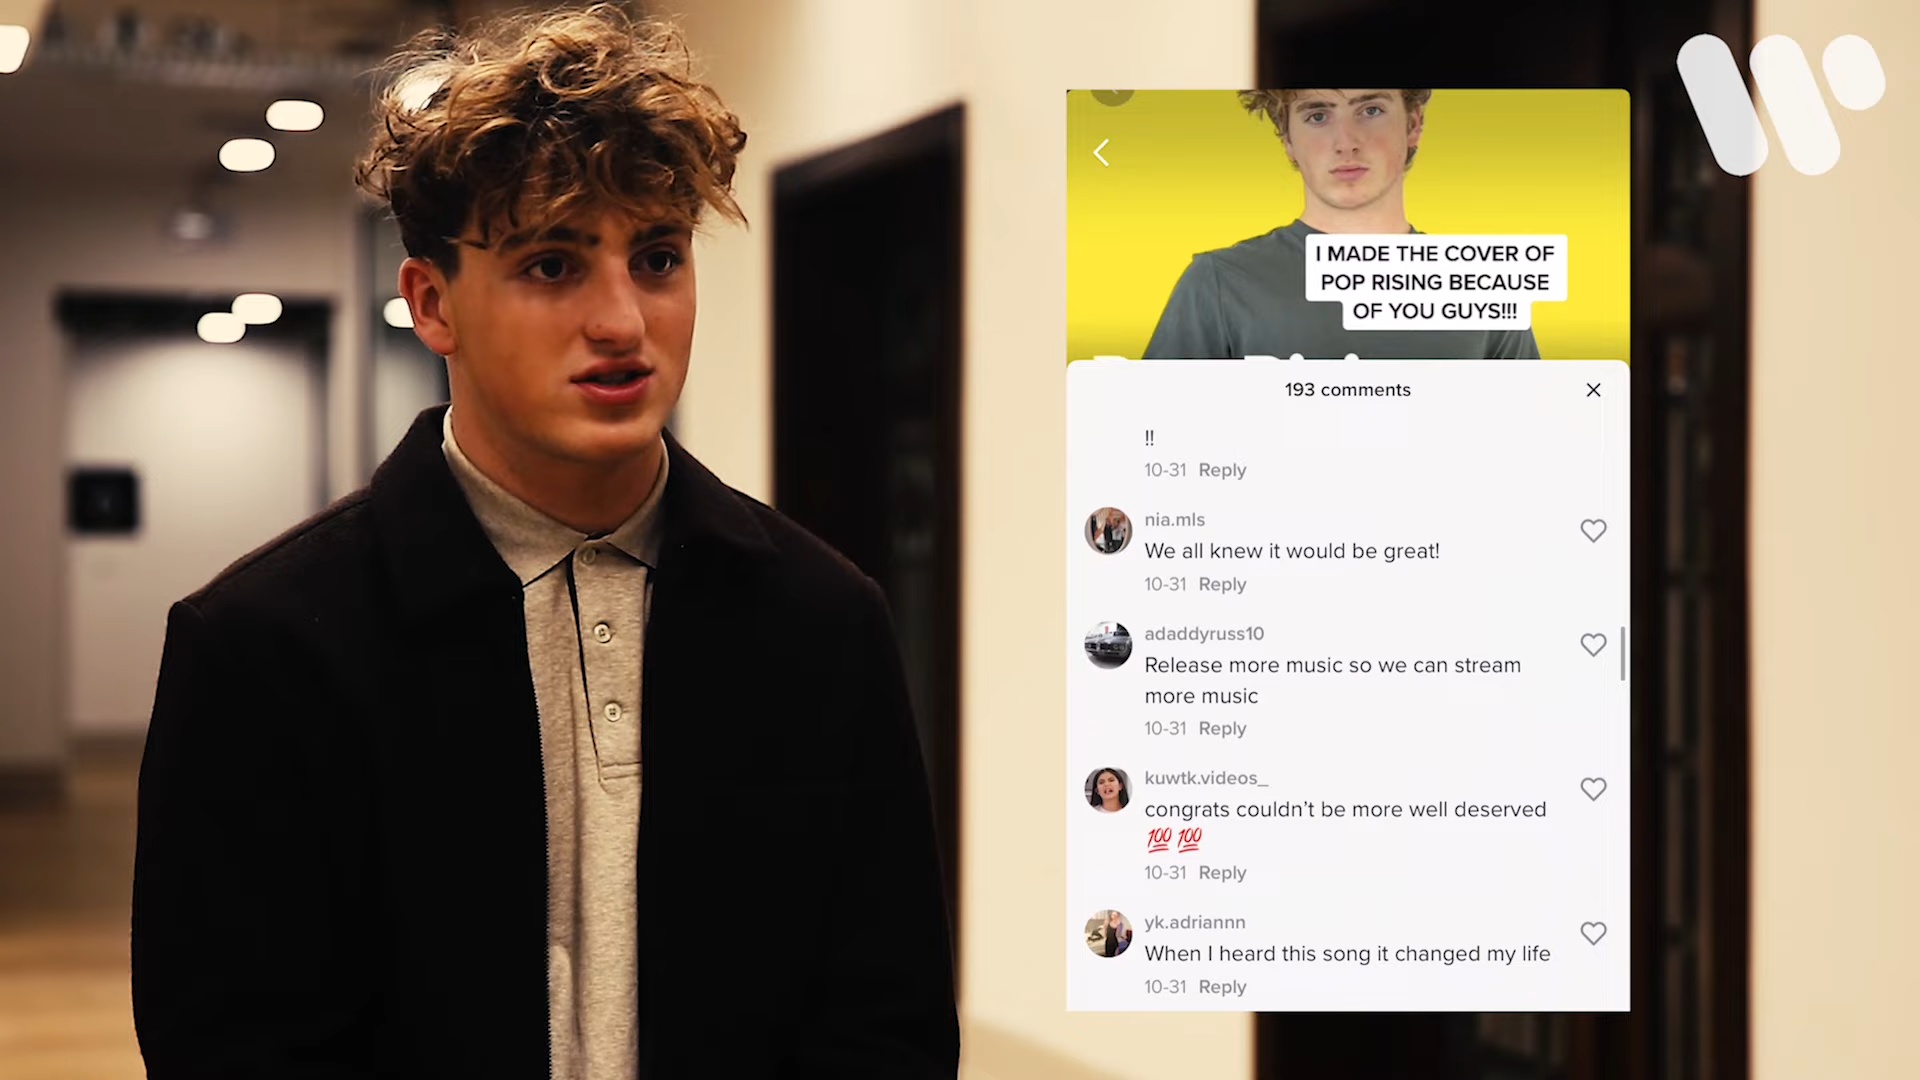 I MADE THE COVER OF
POP RISING BECAUSE
OF YOU GUYS!!!
193 comments
!!
10-31 Reply
nia.mls
We all knew it would be great!
10-31 Reply
adaddyruss10
Release more music so we can stream
more music
10-31 Reply
kuwtk.videos_
congrats couldn't be more well deserved
💯 💯
10-31 Reply
yk.adriannn
When I heard this song it changed my life
10-31 Reply